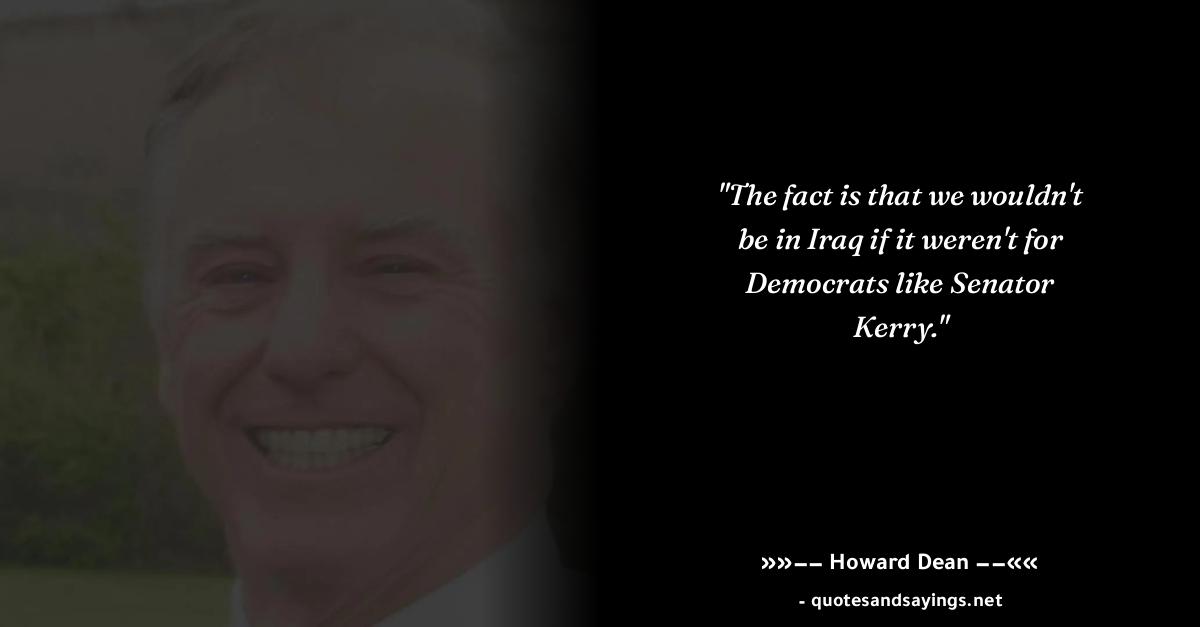 "The fact is that we wouldn't
be in Iraq if it weren't for
Democrats like Senator
Kerry."
»»−− Howard Dean −−««
- quotesandsayings.net